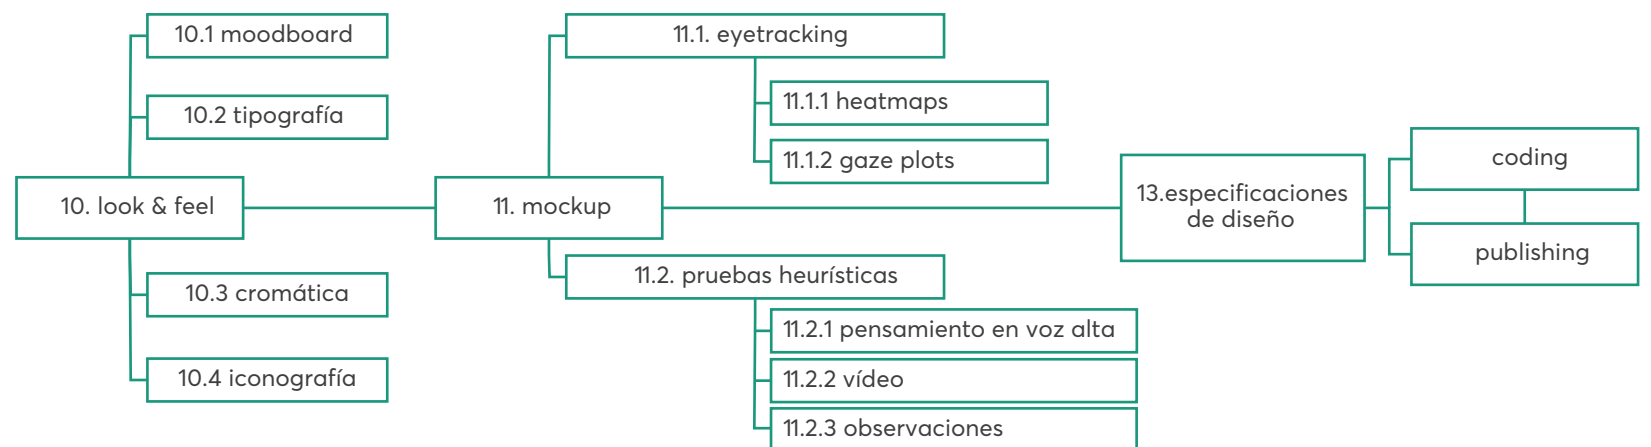 10.1 moodboard
10.2 tipografía
10. look & feel
10.3 cromática
10.4 iconografía
11.1. eyetracking
11.1.1 heatmaps
11.1.2 gaze plots
11. mockup
11.2. pruebas heurísticas
11.2.1 pensamiento en voz alta
11.2.2 vídeo
11.2.3 observaciones
13.especificaciones
de diseño
coding
publishing